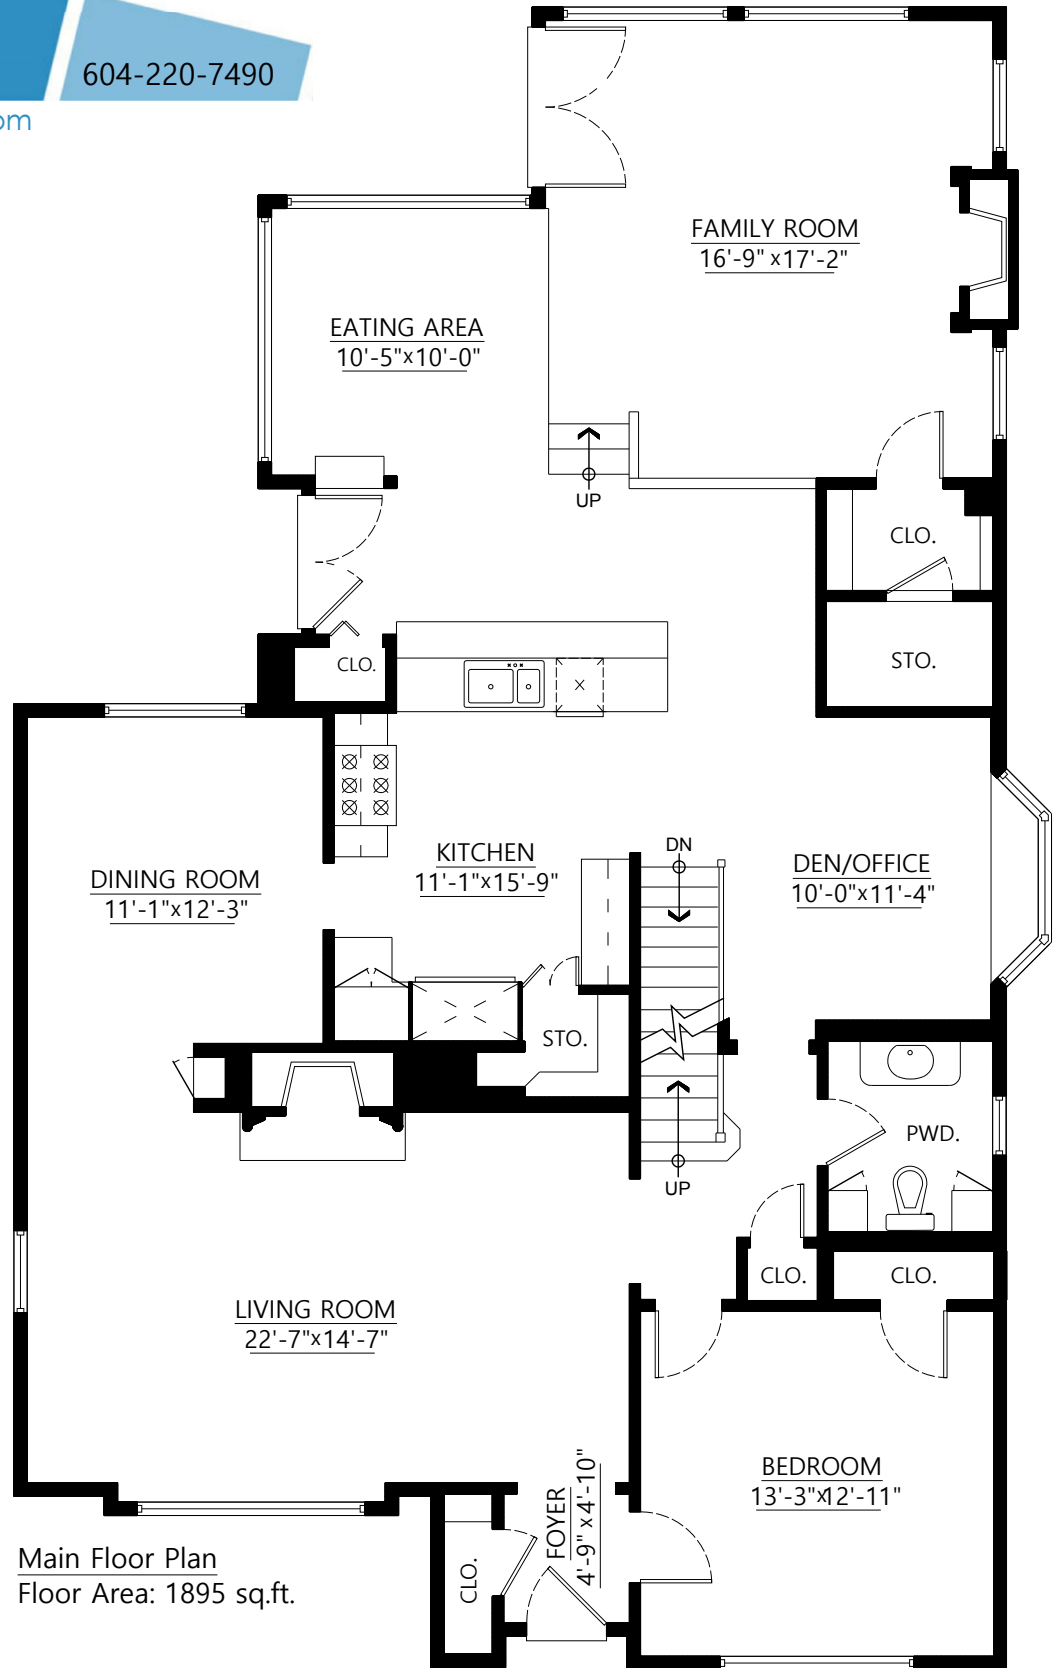 604-220-7490
om
FAMILY ROOM
16'-9" x17'-2"
EATING AREA
10'-5"x10'-0"
UP
CLO.
STO.
CLO.
KITCHEN
11'-1"x15'-9"
DN
DEN/OFFICE
10'-0"x11'-4"
DINING ROOM
11'-1"x12'-3"
STO.
PWD.
UP
CLO.
CLO.
LIVING ROOM
22'-7"x14'-7"
BEDROOM
13'-3"x12'-11"
FOYER
4'-9" x 4'-10"
CLO.
Main Floor Plan
Floor Area: 1895 sq.ft.